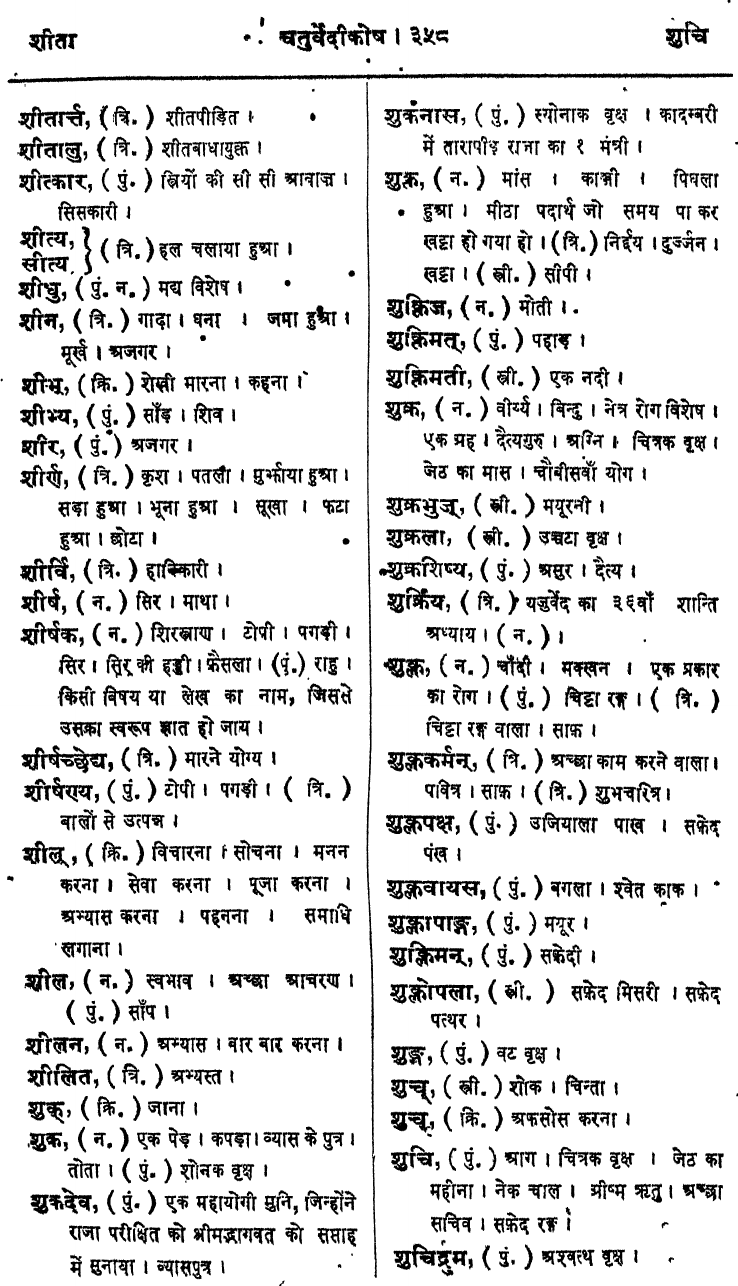 शीता चतुर्वेदीकोष । ३५८ शुचि
शीतार्त्त, ( त्रि. ) शीतपीड़ित ।
शीतालु, ( त्रि. ) शीतबाधायुक्त ।
शीत्कार, ( पुं. ) स्त्रियों की सी सी आवाज़ ।
सिसकारी ।
शीत्य,
सीत्य } ( त्रि. ) हल चलाया हुआ ।
शीधु, ( पुं. न. ) मद्य विशेष ।
शीन, ( त्रि. ) गाढ़ा । घना । जमा हुआ ।
मूर्ख । अजगर ।
शीभृ, ( क्रि. ) शेख़ी मारना । कहना ।
शीभ्य, ( पुं. ) साँड़ । शिव ।
शीर, ( पुं. ) अजगर ।
शीर्ण, ( त्रि. ) कृश । पतला । मुर्झाया हुआ ।
सड़ा हुआ । भूना हुआ । सूखा । फटा
हुआ । छोटा ।
शीर्वि, ( त्रि. ) हानिकारी ।
शीर्ष, ( न. ) सिर । माथा ।
शीर्षक, ( न. ) शिरस्त्राण । टोपी । पगड़ी ।
सिर । सिर की हड्डी । फ़ैसला । (पुं.) राहु ।
किसी विषय या लेख का नाम, जिससे
उसका स्वरूप ज्ञात हो जाय ।
शीर्षच्छेद्य, ( त्रि. ) मारने योग्य ।
शीर्षण्य, ( पुं. ) टोपी । पगड़ी । ( त्रि. )
बालों से उत्पन्न ।
शील्, ( क्रि. ) विचारना । सोचना । मनन
करना । सेवा करना । पूजा करना ।
अभ्यास करना । पहनना । समाधि
लगाना ।
शील, ( न. ) स्वभाव । अच्छा आचरण ।
( पुं. ) साँप ।
शीलन, ( न. ) अभ्यास । बार बार करना ।
शीलित, ( त्रि. ) अभ्यस्त ।
शुक्, ( क्रि. ) जाना ।
शुक, ( न. ) एक पेड़ । कपड़ा । व्यास के पुत्र ।
तोता । ( पुं. ) शोनक वृक्ष ।
शुकदेव, ( पुं. ) एक महायोगी मुनि, जिन्होंने
राजा परीक्षित को श्रीमद्भागवत को सप्ताह
में सुनाया । व्यासपुत्र ।
शुकनास, ( पुं. ) स्योनाक वृक्ष । कादम्बरी
में तारापीड़ राजा का १ मंत्री ।
शुक्त, ( न. ) मांस । काञ्जी । पिघला
हुआ । मीठा पदार्थ जो समय पा कर
खट्टा हो गया हो । (त्रि.) निर्द्दय । दुर्ज्जन ।
खट्टा । ( स्त्री. ) सीपी ।
शुक्तिज, ( न. ) मोती ।
शुक्तिमत्, ( पुं. ) पहाड़ ।
शुक्तिमती, ( स्त्री. ) एक नदी ।
शुक्र, ( न. ) वीर्य्य । बिन्दु । नेत्र रोग विशेष ।
एक ग्रह । दैत्यगुरु । अग्नि । चित्रक वृक्ष ।
जेठ का मास । चौबीसवाँ योग ।
शुक्रभुज्, ( स्त्री. ) मयूरनी ।
शुक्रला, ( स्त्री. ) उच्चटा वृक्ष ।
शुक्रशिष्य, ( पुं. ) असुर । दैत्य ।
शुक्रिय, ( त्रि. ) यजुर्वेद का ३६वाँ शान्ति
अध्याय । ( न. ) ।
शुक्ल, ( न. ) चाँदी । मक्खन । एक प्रकार
का रोग । ( पुं. ) चिट्टा रङ्ग । ( त्रि. )
चिट्टा रङ्ग वाला । साफ़ ।
शुक्लकर्मन्, ( त्रि. ) अच्छा काम करने वाला ।
पवित्र । साफ़ । ( त्रि. ) शुभचरित्र ।
शुक्लपक्ष, ( पुं. ) उजियाला पाख । सफ़ेद
पंख ।
शुक्लवायस, ( पुं. ) बगला । श्वेत काक ।
शुक्लापाङ्ग, ( पुं. ) मयूर ।
शुक्लिमन्, ( पुं. ) सफ़ेदी ।
शुक्लोपला, ( स्त्री. ) सफ़ेद मिसरी । सफ़ेद
पत्थर ।
शुङ्ग, ( पुं. ) वट वृक्ष ।
शुच्, ( स्त्री. ) शोक । चिन्ता ।
शुच्, ( क्रि. ) अफसोस करना ।
शुचि, ( पुं. ) आग । चित्रक वृक्ष । जेठ का
महीना । नेक चाल । ग्रीष्म ऋतु । अच्छा
सचिव । सफ़ेद रङ्ग ।
शुचिद्रुम, ( पुं. ) अश्वत्थ वृक्ष ।